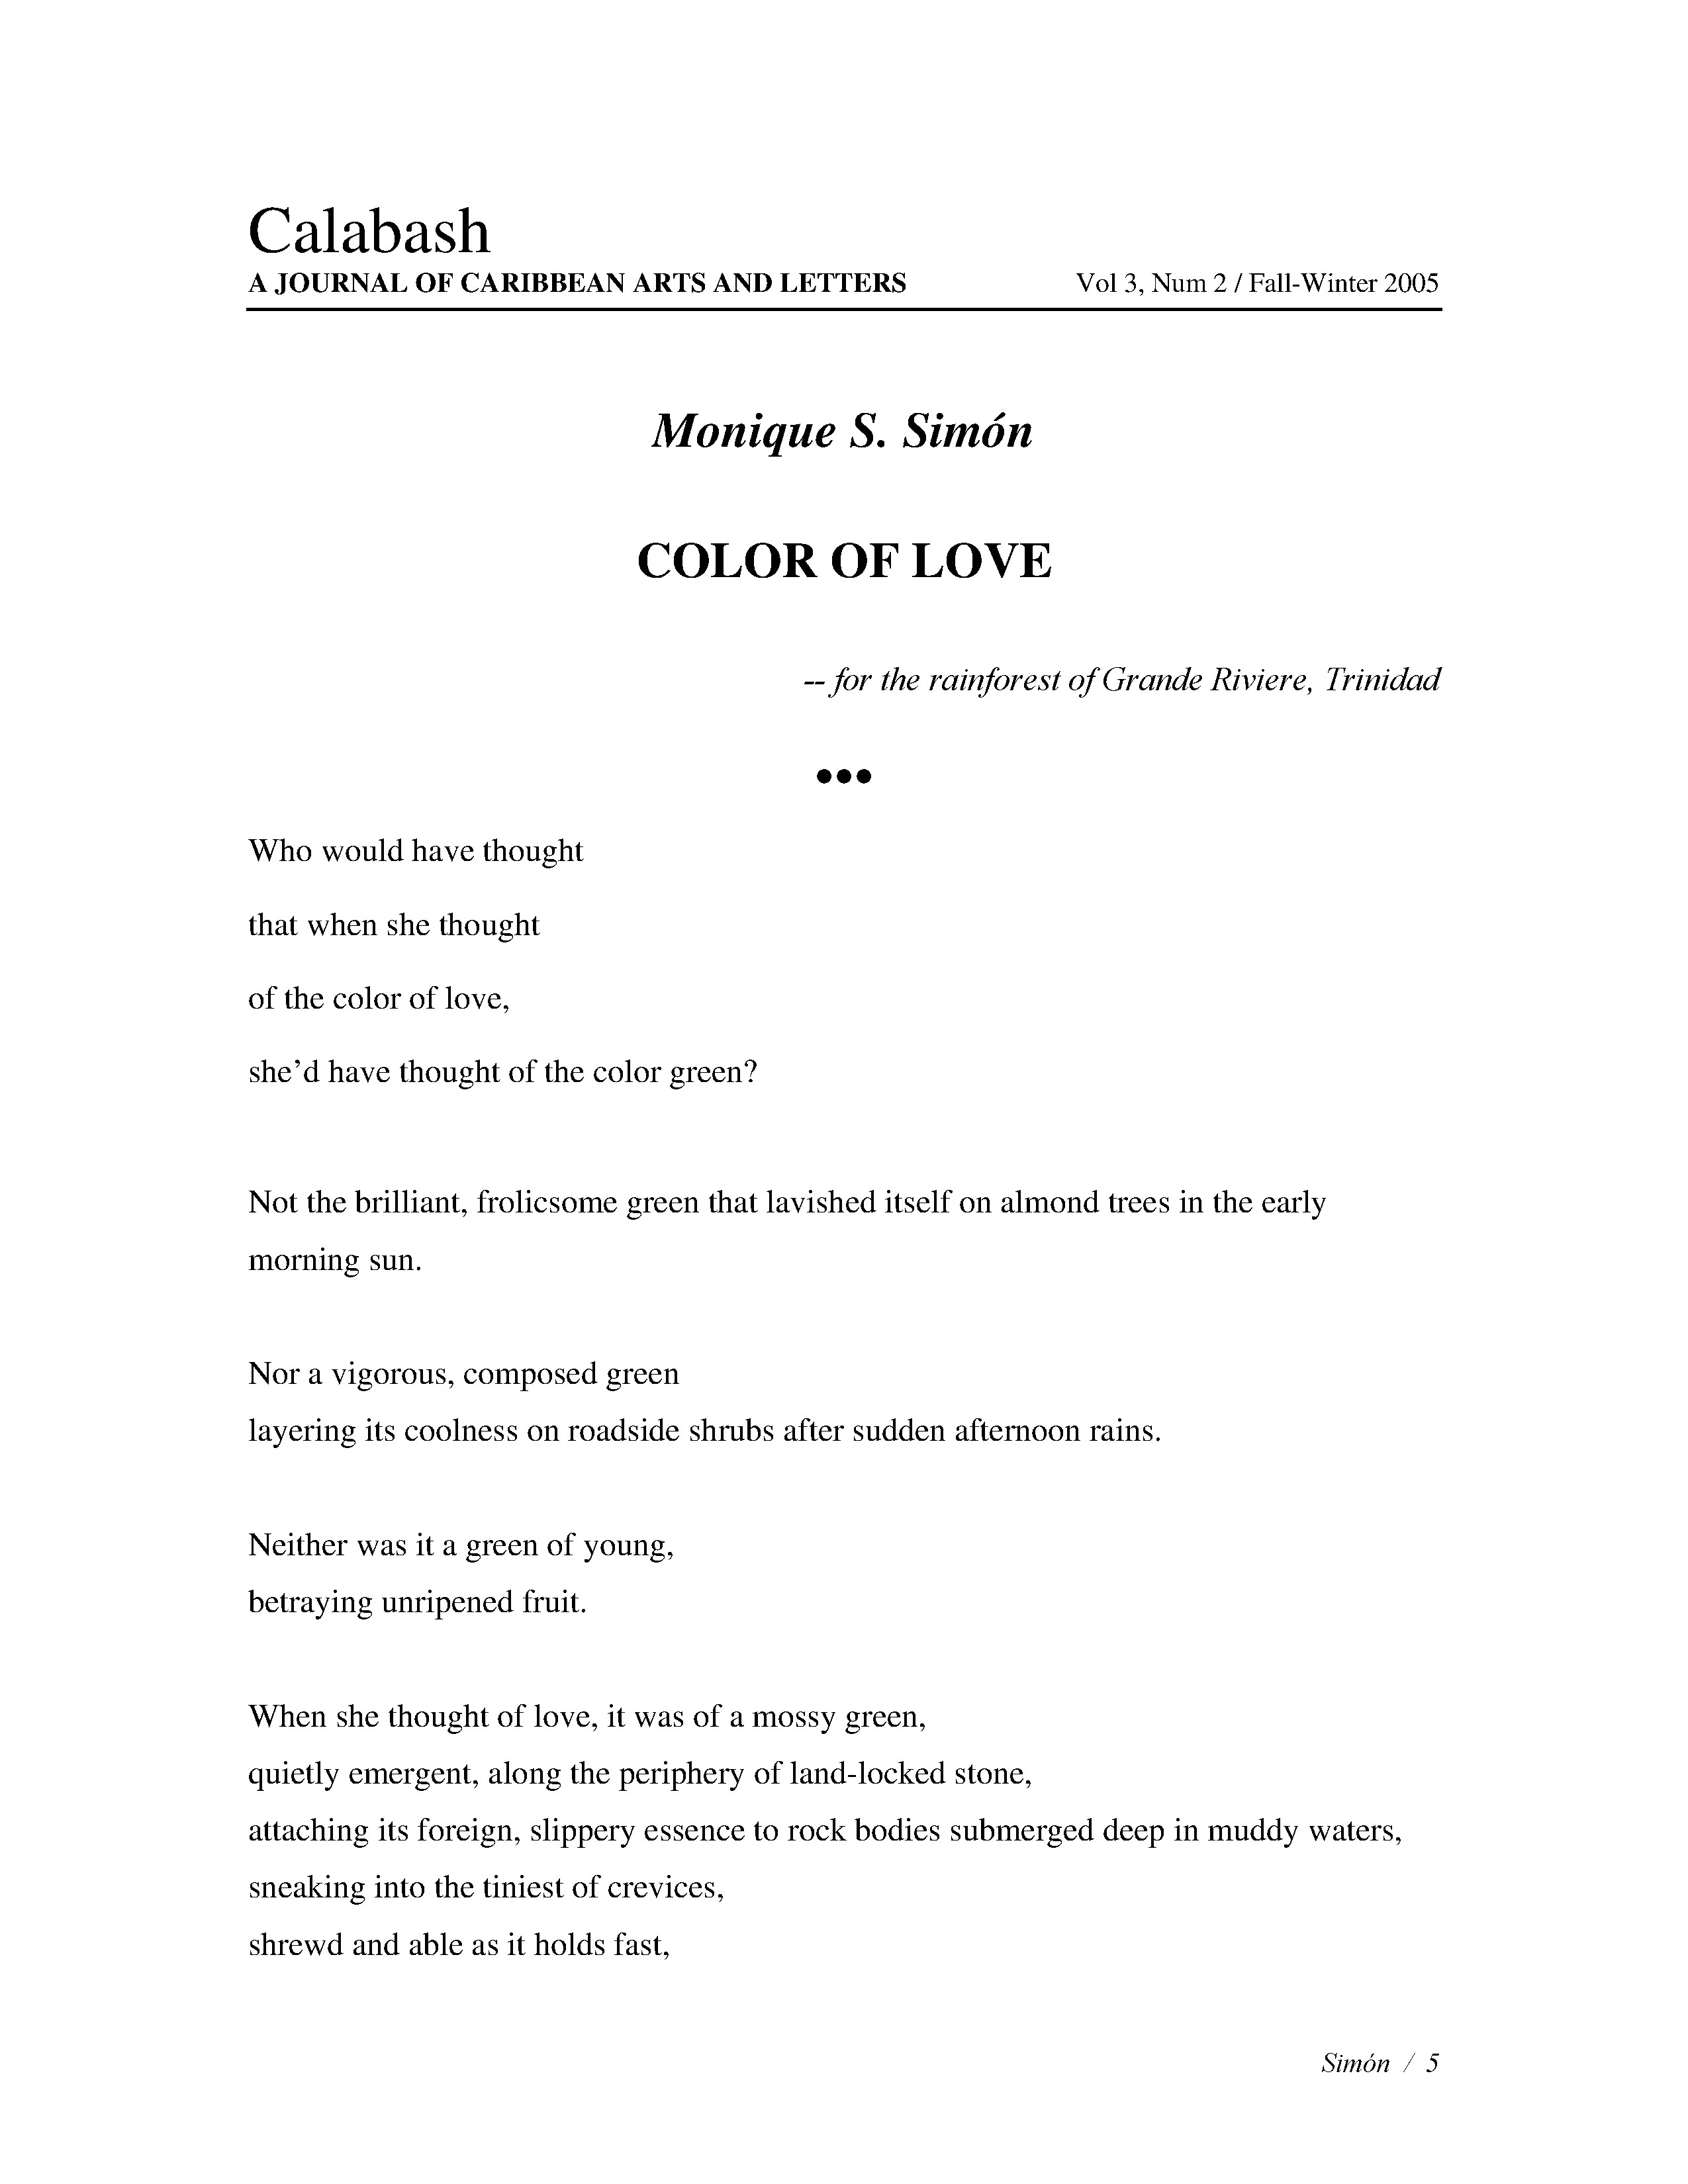 Calabash
A JOURNAL OF CARIBBEAN ARTS AND LETTERS Vol 3, Num 2 / Fall-Winter 2005
Monique S. Simón
COLOR OF LOVE
-- for the rainforest of Grande Riviere, Trinidad
●●●
Who would have thought
that when she thought
of the color of love,
she’d have thought of the color green?
Not the brilliant, frolicsome green that lavished itself on almond trees in the early
morning sun.
Nor a vigorous, composed green
layering its coolness on roadside shrubs after sudden afternoon rains.
Neither was it a green of young,
betraying unripened fruit.
When she thought of love, it was of a mossy green,
quietly emergent, along the periphery of land-locked stone,
attaching its foreign, slippery essence to rock bodies submerged deep in muddy waters,
sneaking into the tiniest of crevices,
shrewd and able as it holds fast,
Simón / 5